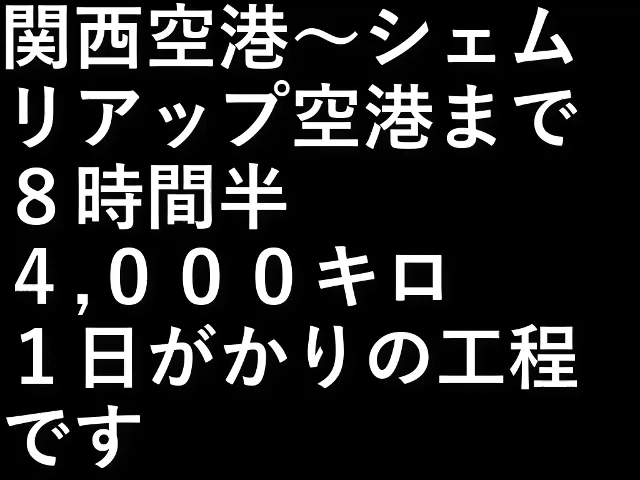 関西空港～シェム
リアップ空港まで
８時間半
４,０００キロ
１日がかりの工程
です